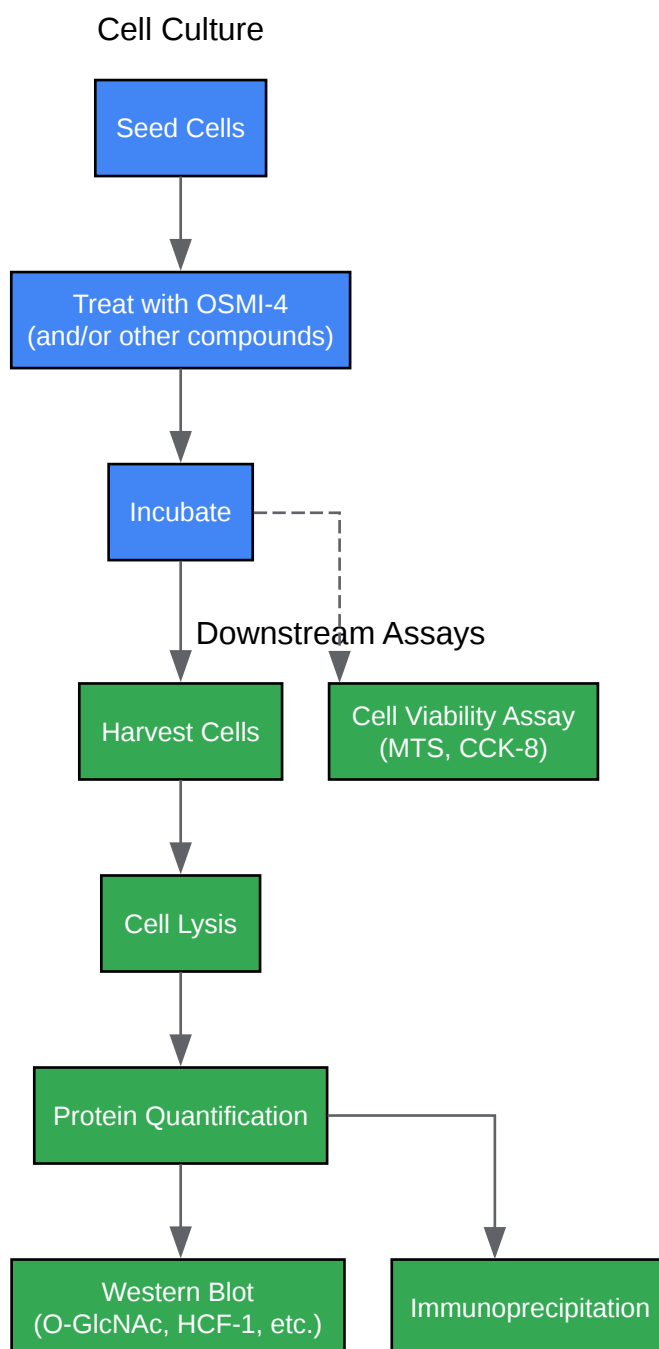 Cell Culture
Seed Cells
Treat with OSMI-4
(and/or other compounds)
Incubate
Downstream Assays
Harvest Cells
Cell Viability Assay
(MTS, CCK-8)
Cell Lysis
Protein Quantification
Western Blot
(O-GlcNAc, HCF-1, etc.)
Immunoprecipitation